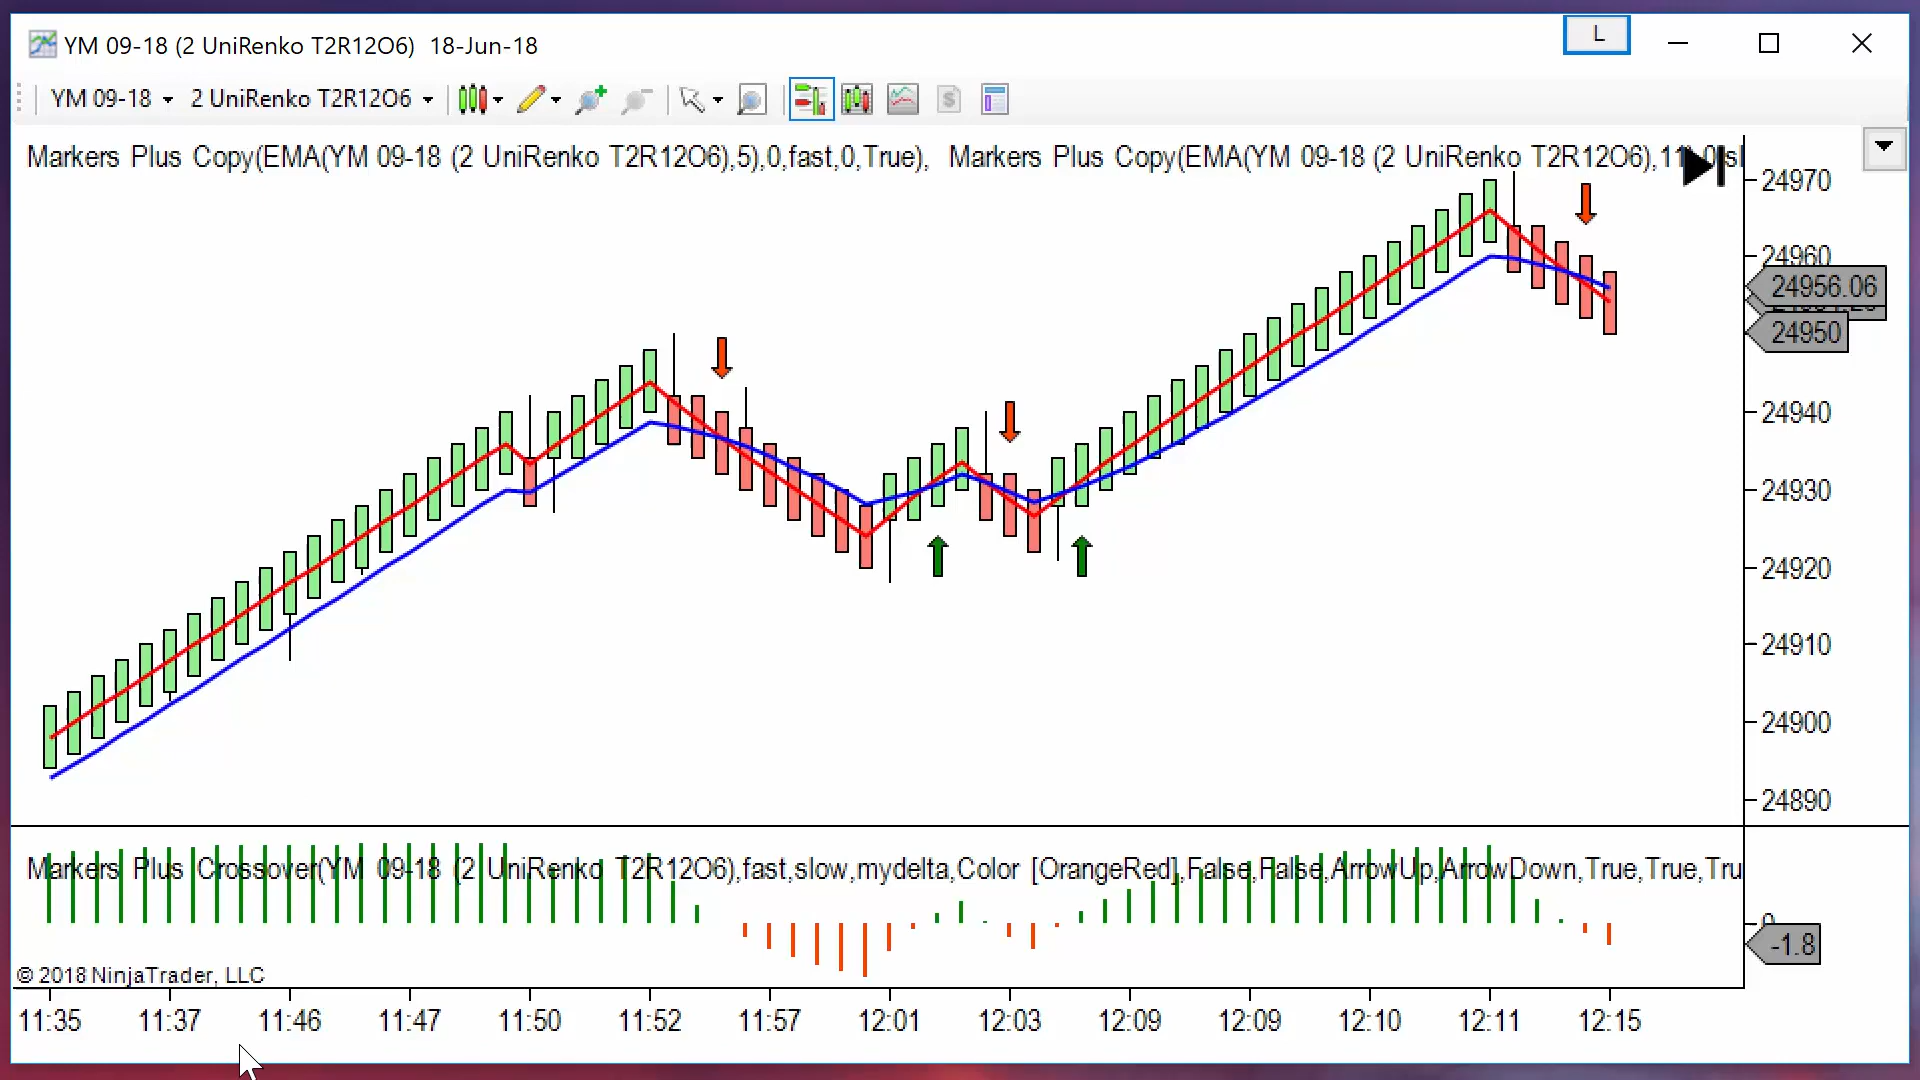 YM 09-18 (2 UniRenko T2R12O6)  18-Jun-18
L
YM 09-18 2 UniRenko T2R12O6
Markers Plus Copy(EMA(YM 09-18 (2 UniRenko T2R12O6),5),0,fast,0,True), Markers Plus Copy(EMA(YM 09-18 (2 UniRenko T2R12O6),11),0,sl
24970
24960
24956.06
24950
24940
24930
24920
24910
24900
24890
Markers Plus Crossover(YM 09-18 (2 UniRenko T2R12O6),fast,slow,mydelta,Color [OrangeRed],False,False,ArrowUp,ArrowDown,True,True,Tru
0
-1.8
© 2018 NinjaTrader, LLC
11:35 11:37 11:46 11:47 11:50 11:52 11:57 12:01 12:03 12:09 12:09 12:10 12:11 12:15